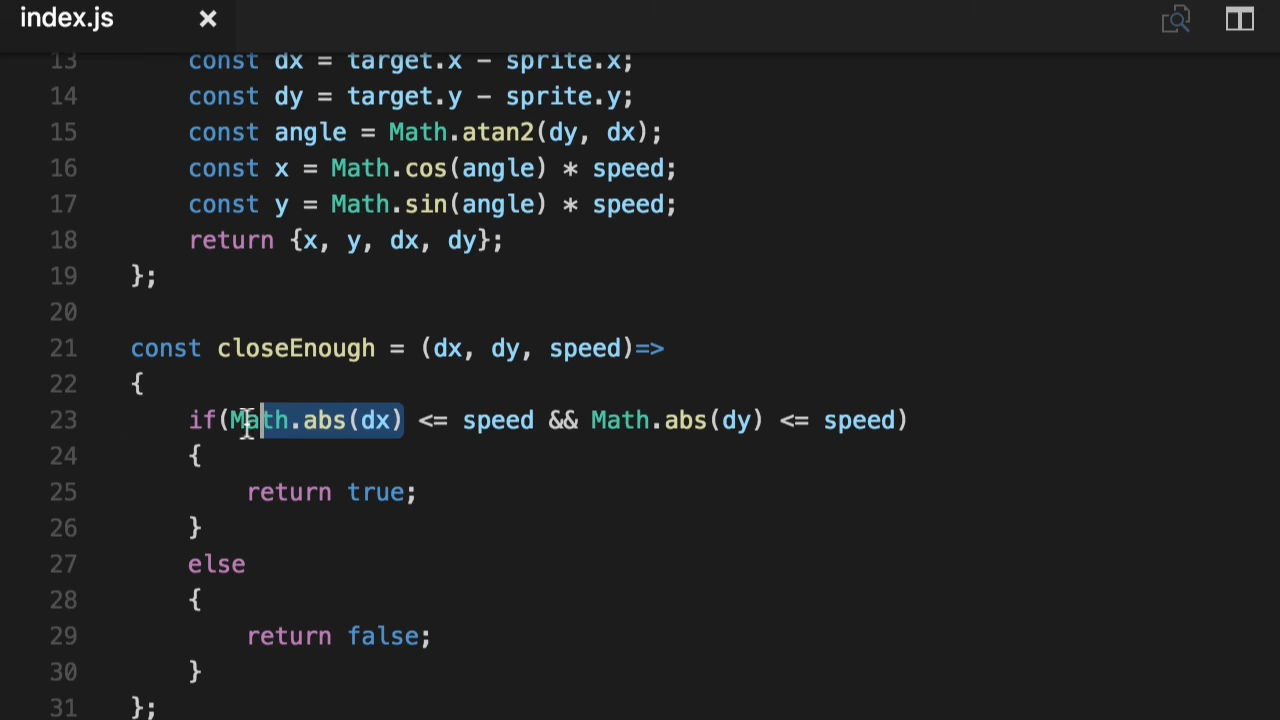 index.js ×
13 const dx = target.x - sprite.x;
14 const dy = target.y - sprite.y;
15 const angle = Math.atan2(dy, dx);
16 const x = Math.cos(angle) * speed;
17 const y = Math.sin(angle) * speed;
18 return {x, y, dx, dy};
19 };
20
21 const closeEnough = (dx, dy, speed)=>
22 {
23 if(Math.abs(dx) <= speed && Math.abs(dy) <= speed)
24 {
25 return true;
26 }
27 else
28 {
29 return false;
30 }
31 };